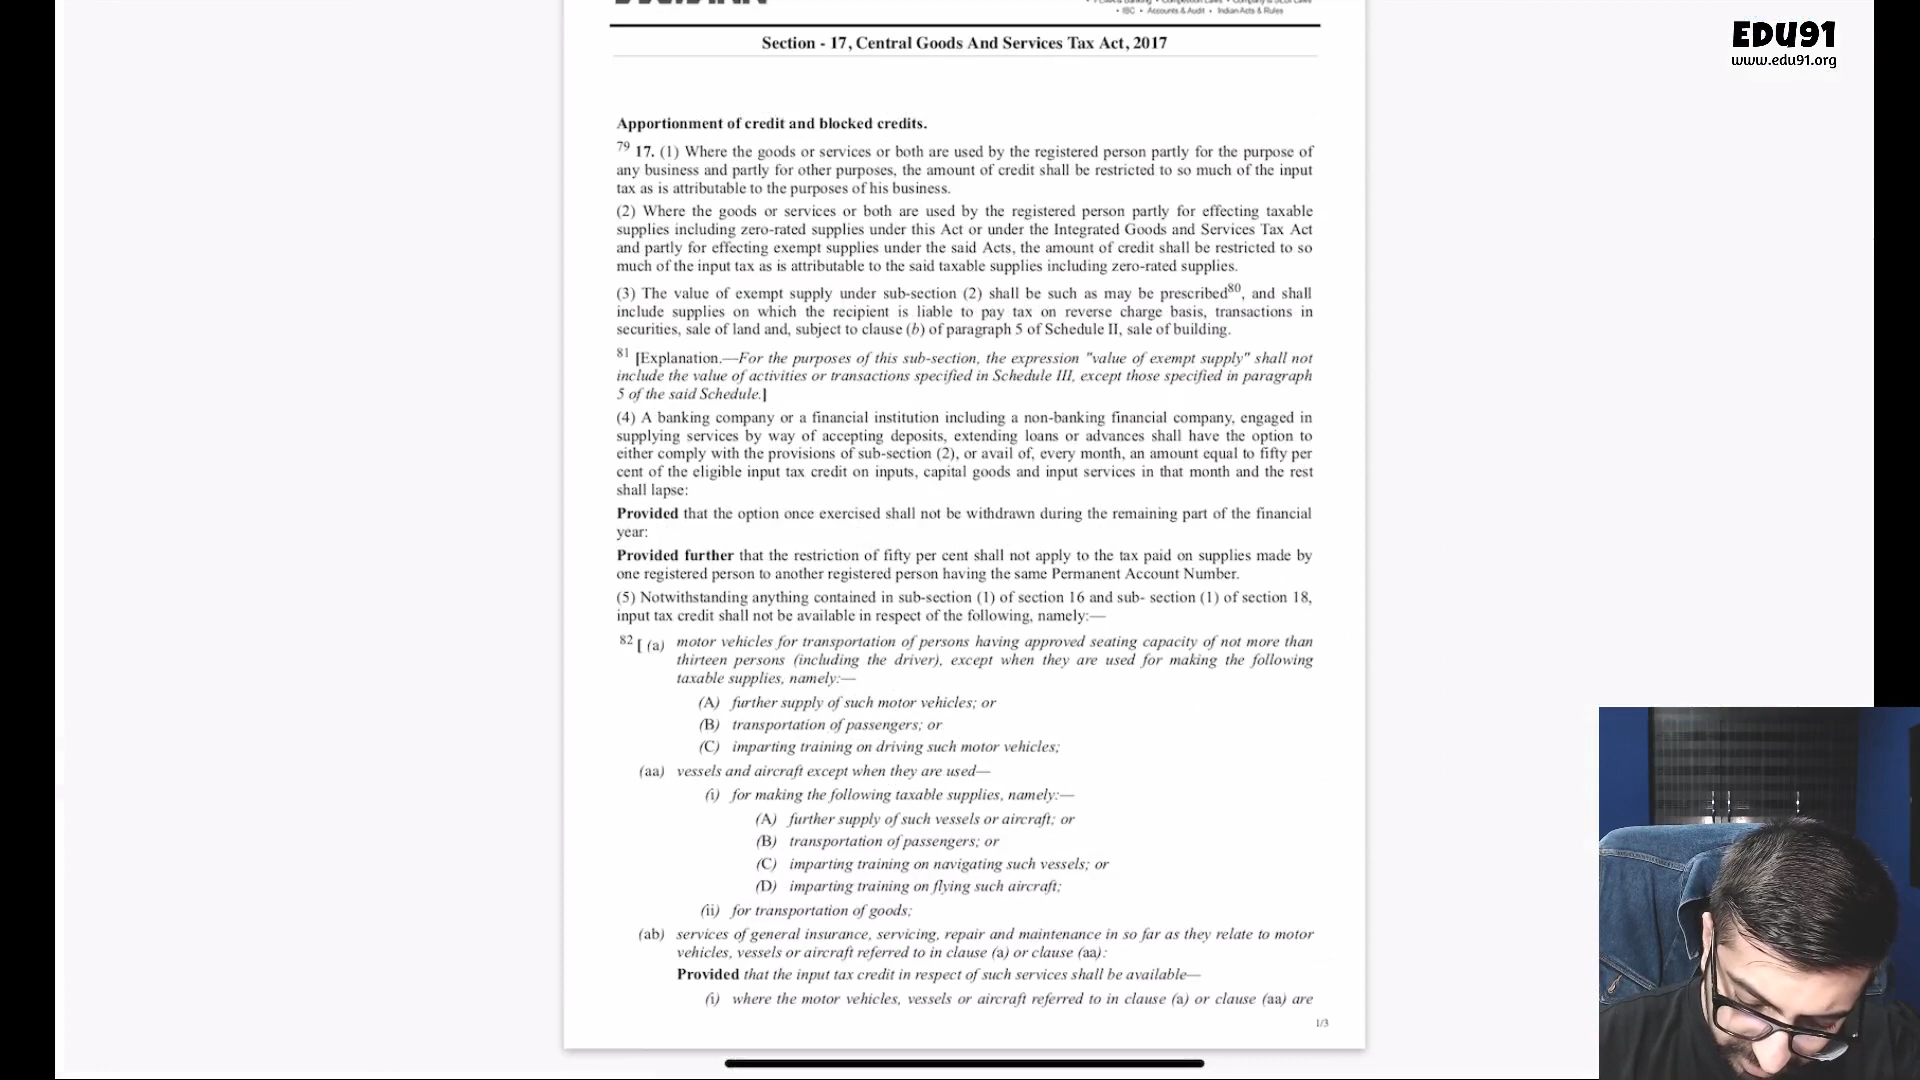 • IBC • Accounts & Audit • Indian Acts & Rules
EDU91
www.edu91.org
Section - 17, Central Goods And Services Tax Act, 2017
Apportionment of credit and blocked credits.
79 17. (1) Where the goods or services or both are used by the registered person partly for the purpose of
any business and partly for other purposes, the amount of credit shall be restricted to so much of the input
tax as is attributable to the purposes of his business.
(2) Where the goods or services or both are used by the registered person partly for effecting taxable
supplies including zero-rated supplies under this Act or under the Integrated Goods and Services Tax Act
and partly for effecting exempt supplies under the said Acts, the amount of credit shall be restricted to so
much of the input tax as is attributable to the said taxable supplies including zero-rated supplies.
(3) The value of exempt supply under sub-section (2) shall be such as may be prescribed80, and shall
include supplies on which the recipient is liable to pay tax on reverse charge basis, transactions in
securities, sale of land and, subject to clause (b) of paragraph 5 of Schedule II, sale of building.
81 [Explanation.—For the purposes of this sub-section, the expression "value of exempt supply" shall not
include the value of activities or transactions specified in Schedule III, except those specified in paragraph
5 of the said Schedule.]
(4) A banking company or a financial institution including a non-banking financial company, engaged in
supplying services by way of accepting deposits, extending loans or advances shall have the option to
either comply with the provisions of sub-section (2), or avail of, every month, an amount equal to fifty per
cent of the eligible input tax credit on inputs, capital goods and input services in that month and the rest
shall lapse:
Provided that the option once exercised shall not be withdrawn during the remaining part of the financial
year:
Provided further that the restriction of fifty per cent shall not apply to the tax paid on supplies made by
one registered person to another registered person having the same Permanent Account Number.
(5) Notwithstanding anything contained in sub-section (1) of section 16 and sub- section (1) of section 18,
input tax credit shall not be available in respect of the following, namely:—
82 [ (a) motor vehicles for transportation of persons having approved seating capacity of not more than
thirteen persons (including the driver), except when they are used for making the following
taxable supplies, namely:—
(A) further supply of such motor vehicles; or
(B) transportation of passengers; or
(C) imparting training on driving such motor vehicles;
(aa) vessels and aircraft except when they are used—
(i) for making the following taxable supplies, namely:—
(A) further supply of such vessels or aircraft; or
(B) transportation of passengers; or
(C) imparting training on navigating such vessels; or
(D) imparting training on flying such aircraft;
(ii) for transportation of goods;
(ab) services of general insurance, servicing, repair and maintenance in so far as they relate to motor
vehicles, vessels or aircraft referred to in clause (a) or clause (aa):
Provided that the input tax credit in respect of such services shall be available—
(i) where the motor vehicles, vessels or aircraft referred to in clause (a) or clause (aa) are
1/3